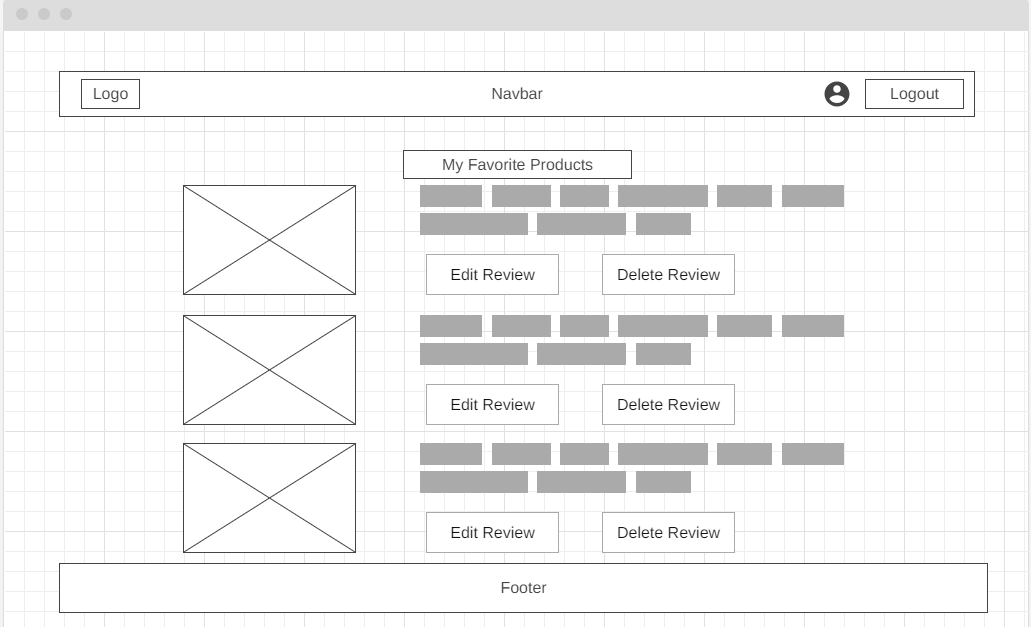 Logo Navbar Logout
My Favorite Products
Edit Review Delete Review
Edit Review Delete Review
Edit Review Delete Review
Footer